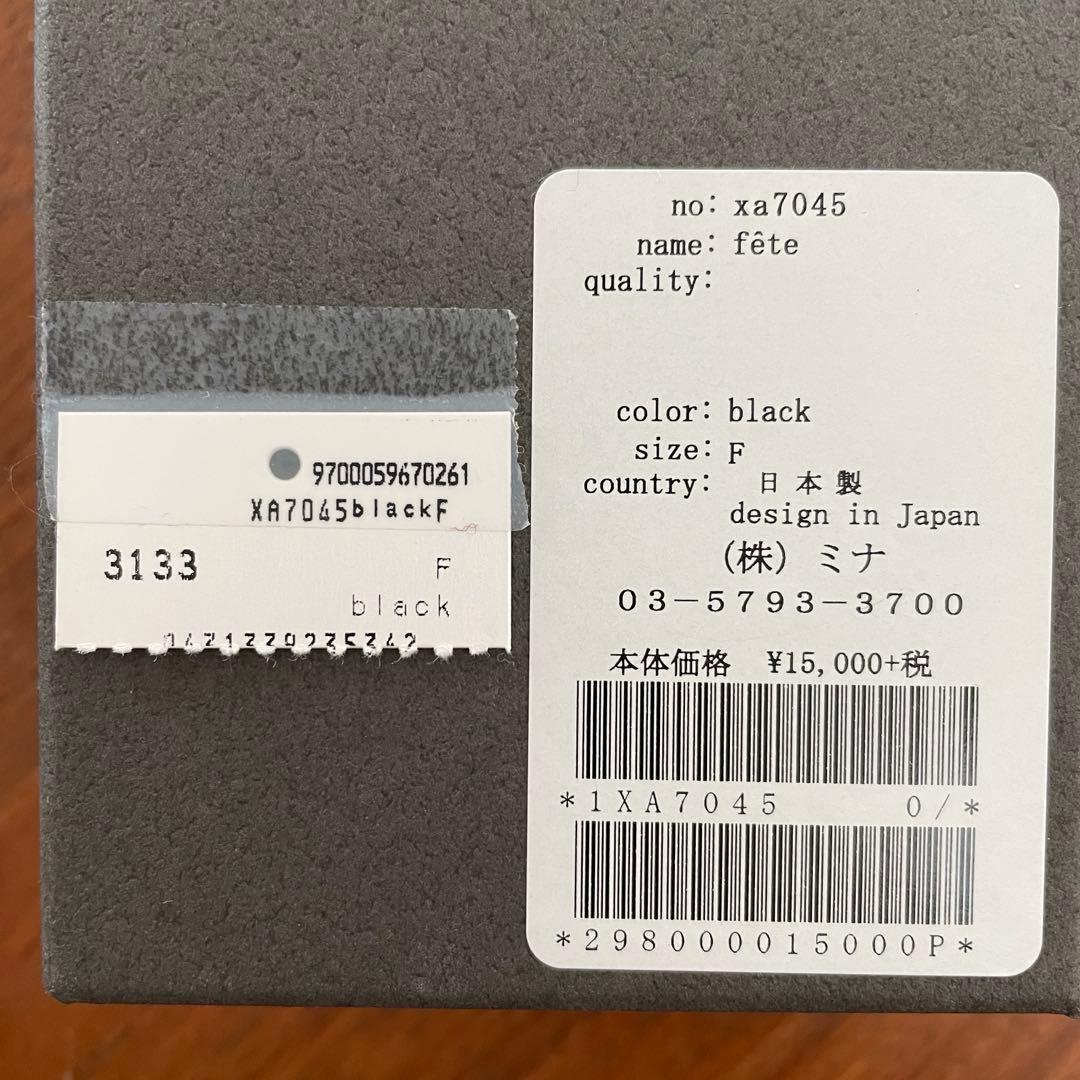 9700059670261
XA7045blackF
3133 F
black
no: xa7045
name: fête
quality:
color: black
size: F
country: 日本製
design in Japan
(株) ミナ
03-5793-3700
本体価格 ¥15,000+税
*1XA7045 0/*
*298000015000P*